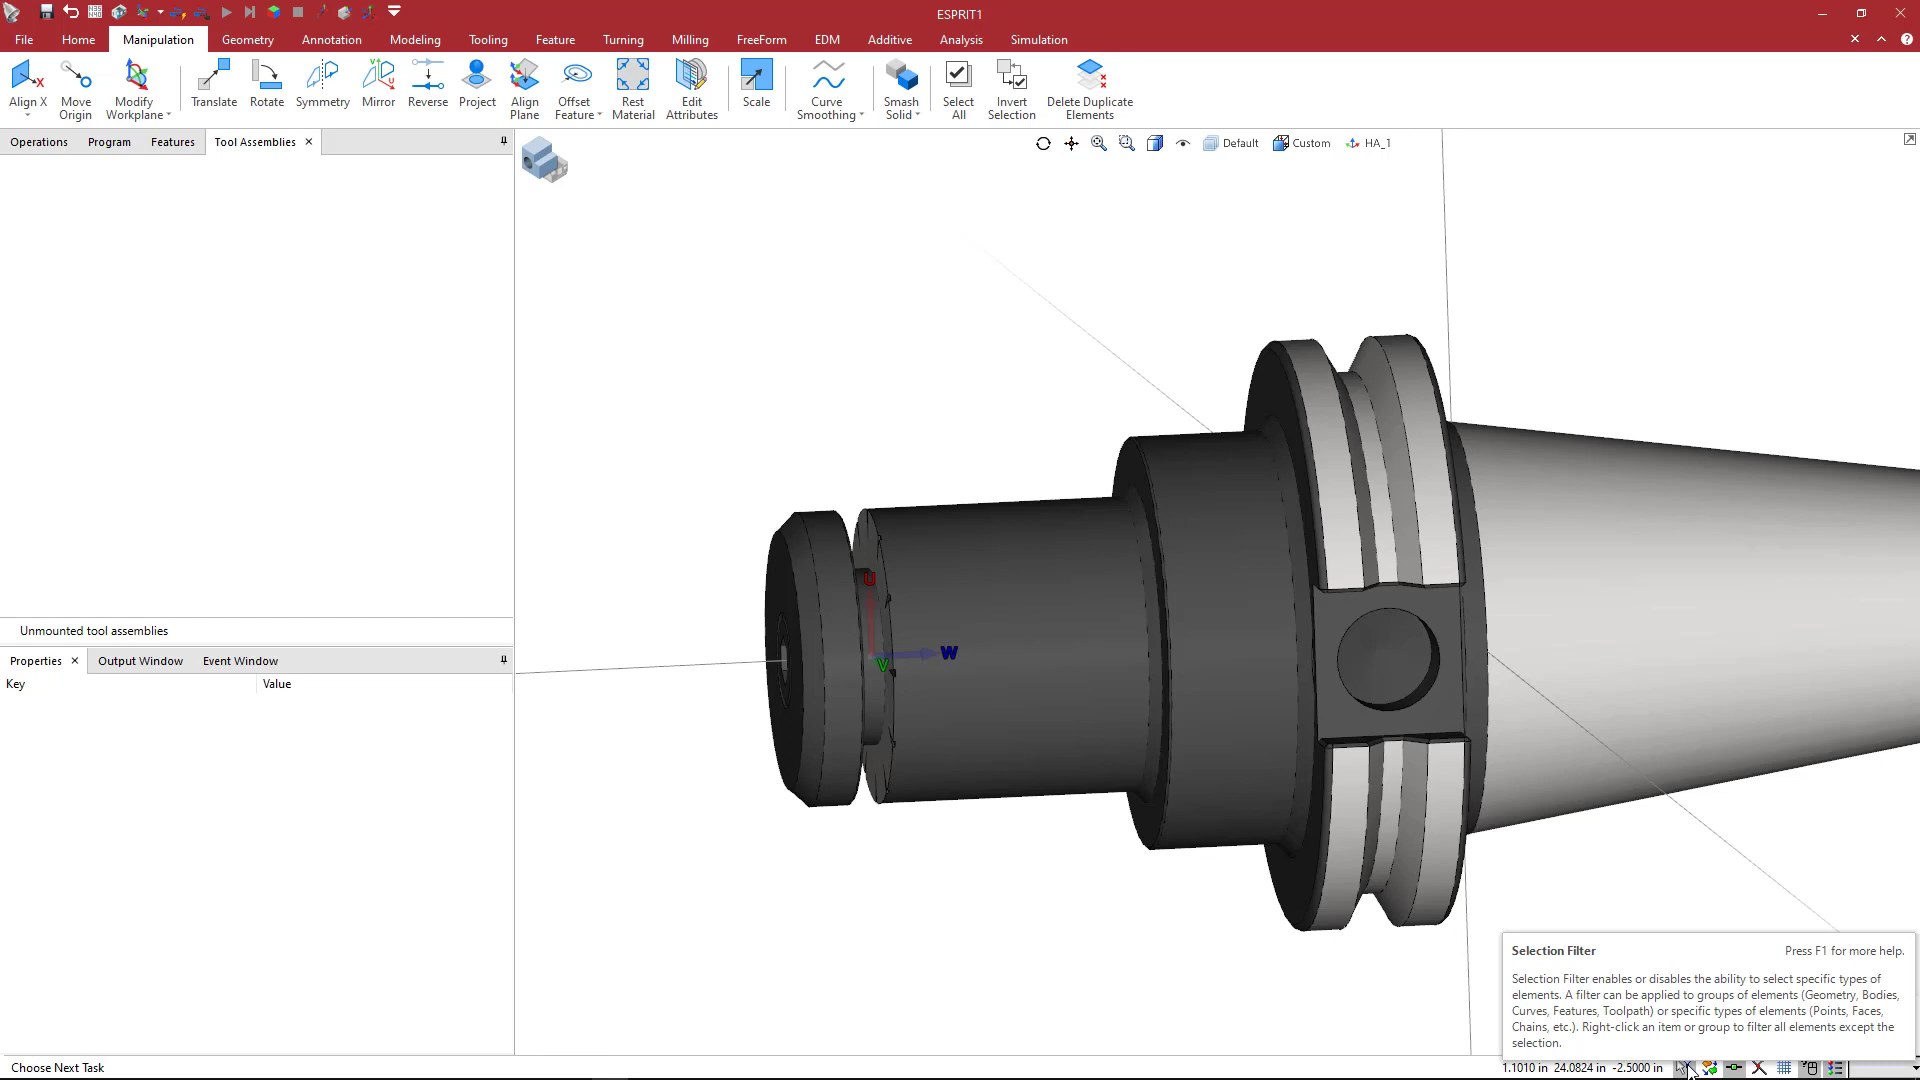 ESPRIT1
File Home Manipulation Geometry Annotation Modeling Tooling Feature Turning Milling FreeForm EDM Additive Analysis Simulation
Align X
Move Origin
Modify Workplane
Translate
Rotate
Symmetry
Mirror
Reverse
Project
Align Plane
Offset Feature
Rest Material
Edit Attributes
Scale
Curve Smoothing
Smash Solid
Select All
Invert Selection
Delete Duplicate Elements
Operations Program Features Tool Assemblies
Default Custom HA_1
U
V
W
Unmounted tool assemblies
Properties Output Window Event Window
Key Value
Selection Filter Press F1 for more help.
Selection Filter enables or disables the ability to select specific types of
elements. A filter can be applied to groups of elements (Geometry, Bodies,
Curves, Features, Toolpath) or specific types of elements (Points, Faces,
Chains, etc.). Right-click an item or group to filter all elements except the
selection.
Choose Next Task 1.1010 in 24.0824 in -2.5000 in